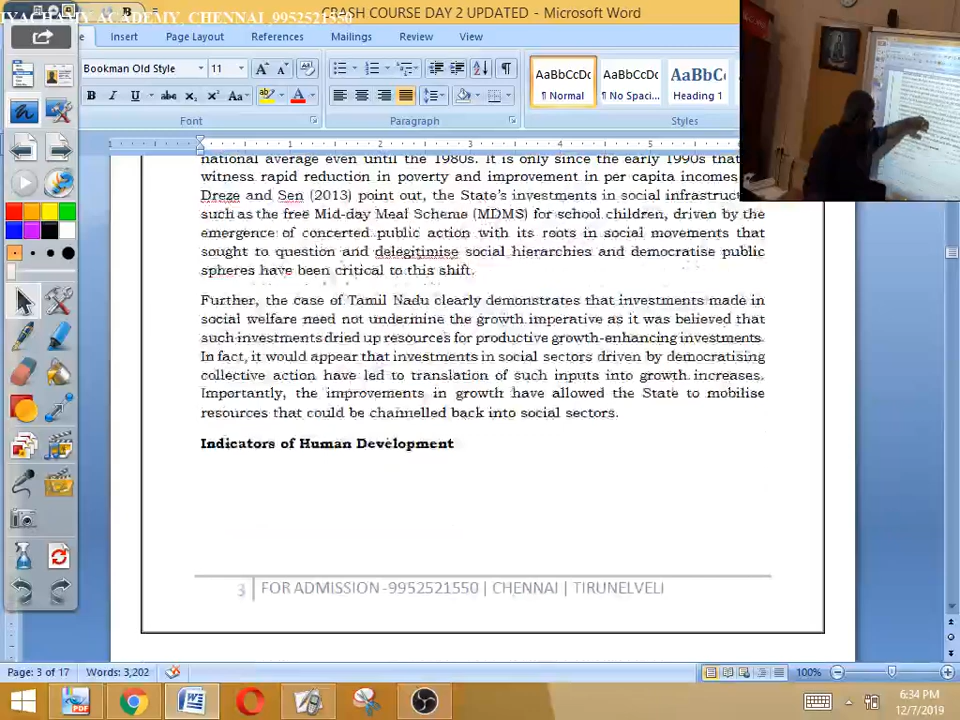 IYACHAMY ACADEMY, CHENNAI,9952521550
CRASH COURSE DAY 2 UPDATED - Microsoft Word
Insert
Page Layout
References
Mailings
Review
View
Bookman Old Style
11
AaBbCcDc
AaBbCcDc
AaBbC
Normal
No Spaci...
Heading 1
Font
Paragraph
Styles
national average even until the 1980s. It is only since the early 1990s that
witness rapid reduction in poverty and improvement in per capita incomes
Dreze and Sen (2013) point out, the State's investments in social infrastruc
such as the free Mid-day Meal Scheme (MDMS) for school children, driven by the
emergence of concerted public action with its roots in social movements that
sought to question and delegitimise social hierarchies and democratise public
spheres have been critical to this shift.
Further, the case of Tamil Nadu clearly demonstrates that investments made in
social welfare need not undermine the growth imperative as it was believed that
such investments dried up resources for productive growth-enhancing investments
In fact, it would appear that investments in social sectors driven by democratising
collective action have led to translation of such inputs into growth increases.
Importantly, the improvements in growth have allowed the State to mobilise
resources that could be channelled back into social sectors.
Indicators of Human Development
3 | FOR ADMISSION -9952521550 | CHENNAI | TIRUNELVELI
Page: 3 of 17
Words: 3,202
100%
6:34 PM
12/7/2019